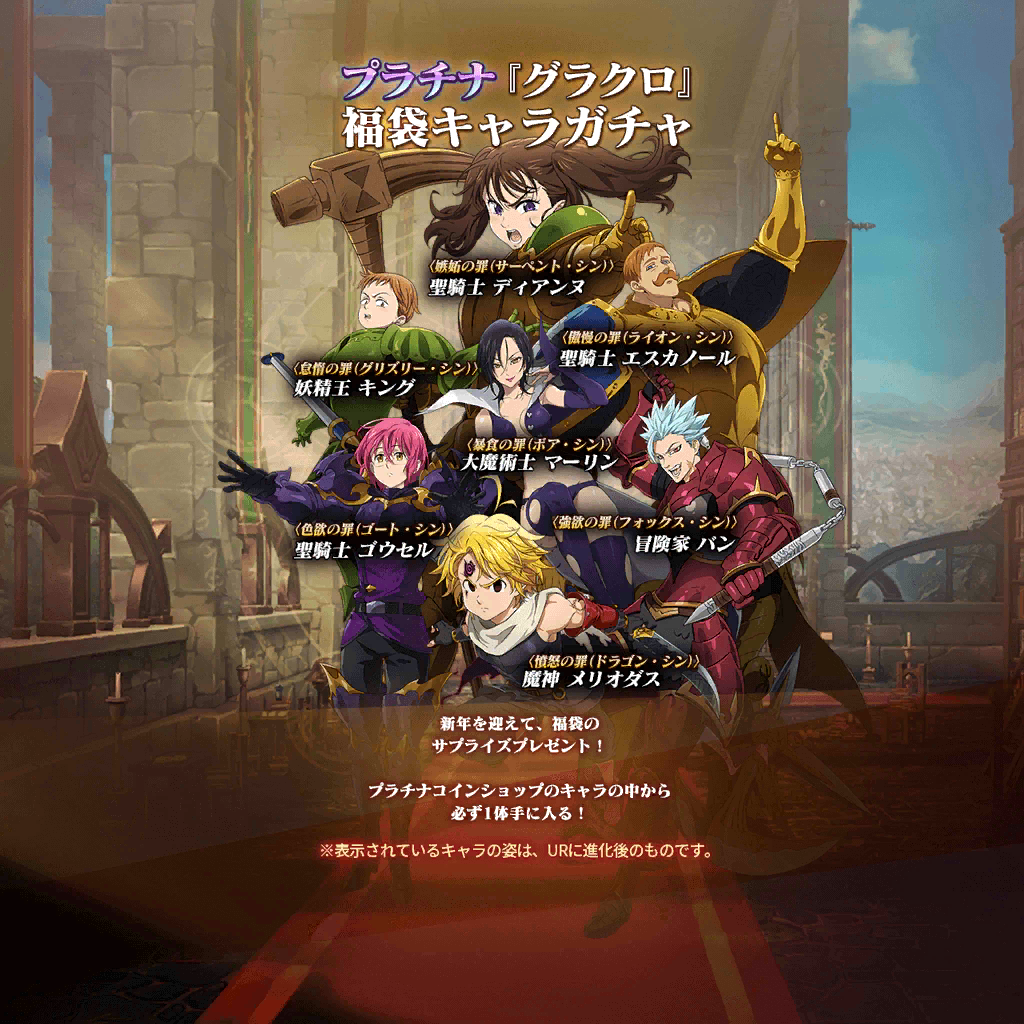 プラチナ『グラクロ』
福袋キャラガチャ
〈嫉妬の罪(サーペント・シン)〉
聖騎士 ディアンヌ
〈傲慢の罪(ライオン・シン)〉
聖騎士 エスカノール
〈怠惰の罪(グリズリー・シン)〉
妖精王 キング
〈暴食の罪(ボア・シン)〉
大魔術士 マーリン
〈色欲の罪(ゴート・シン)〉
聖騎士 ゴウセル
〈強欲の罪(フォックス・シン)〉
冒険家 バン
〈憤怒の罪(ドラゴン・シン)〉
魔神 メリオダス
新年を迎えて、福袋の
サプライズプレゼント！
プラチナコインショップのキャラの中から
必ず1体手に入る！
※表示されているキャラの姿は、URに進化後のものです。